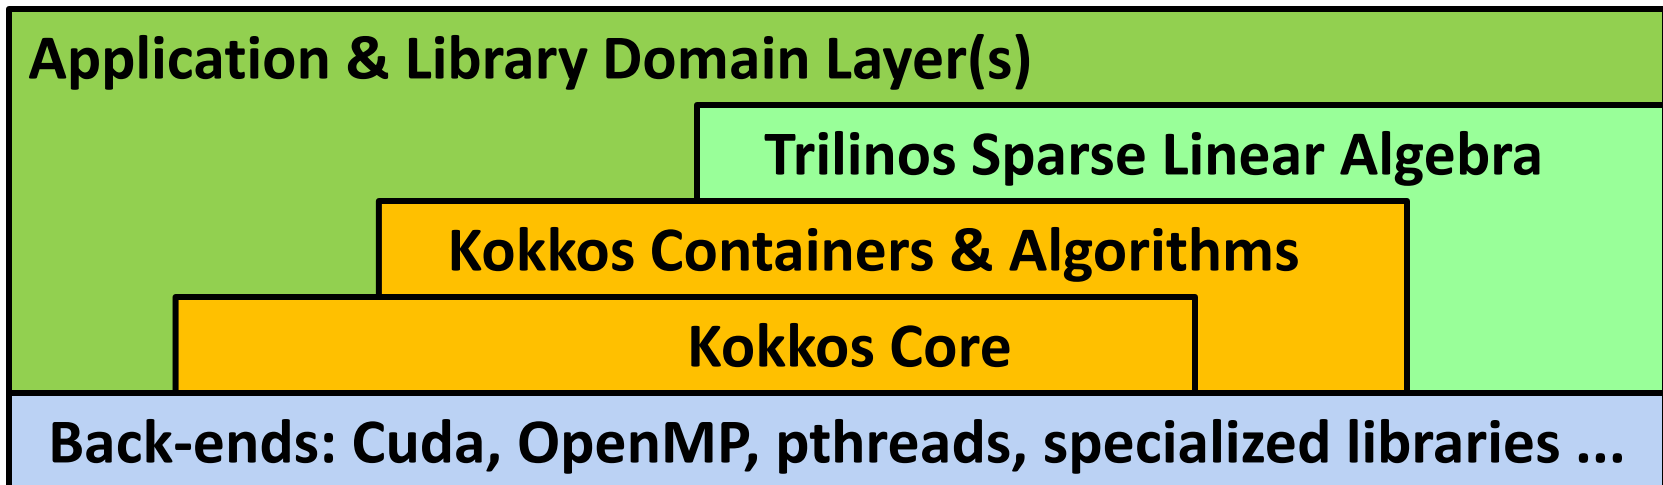 Application & Library Domain Layer(s)
Trilinos Sparse Linear Algebra
Kokkos Containers & Algorithms
Kokkos Core
Back-ends: Cuda, OpenMP, pthreads, specialized libraries ...